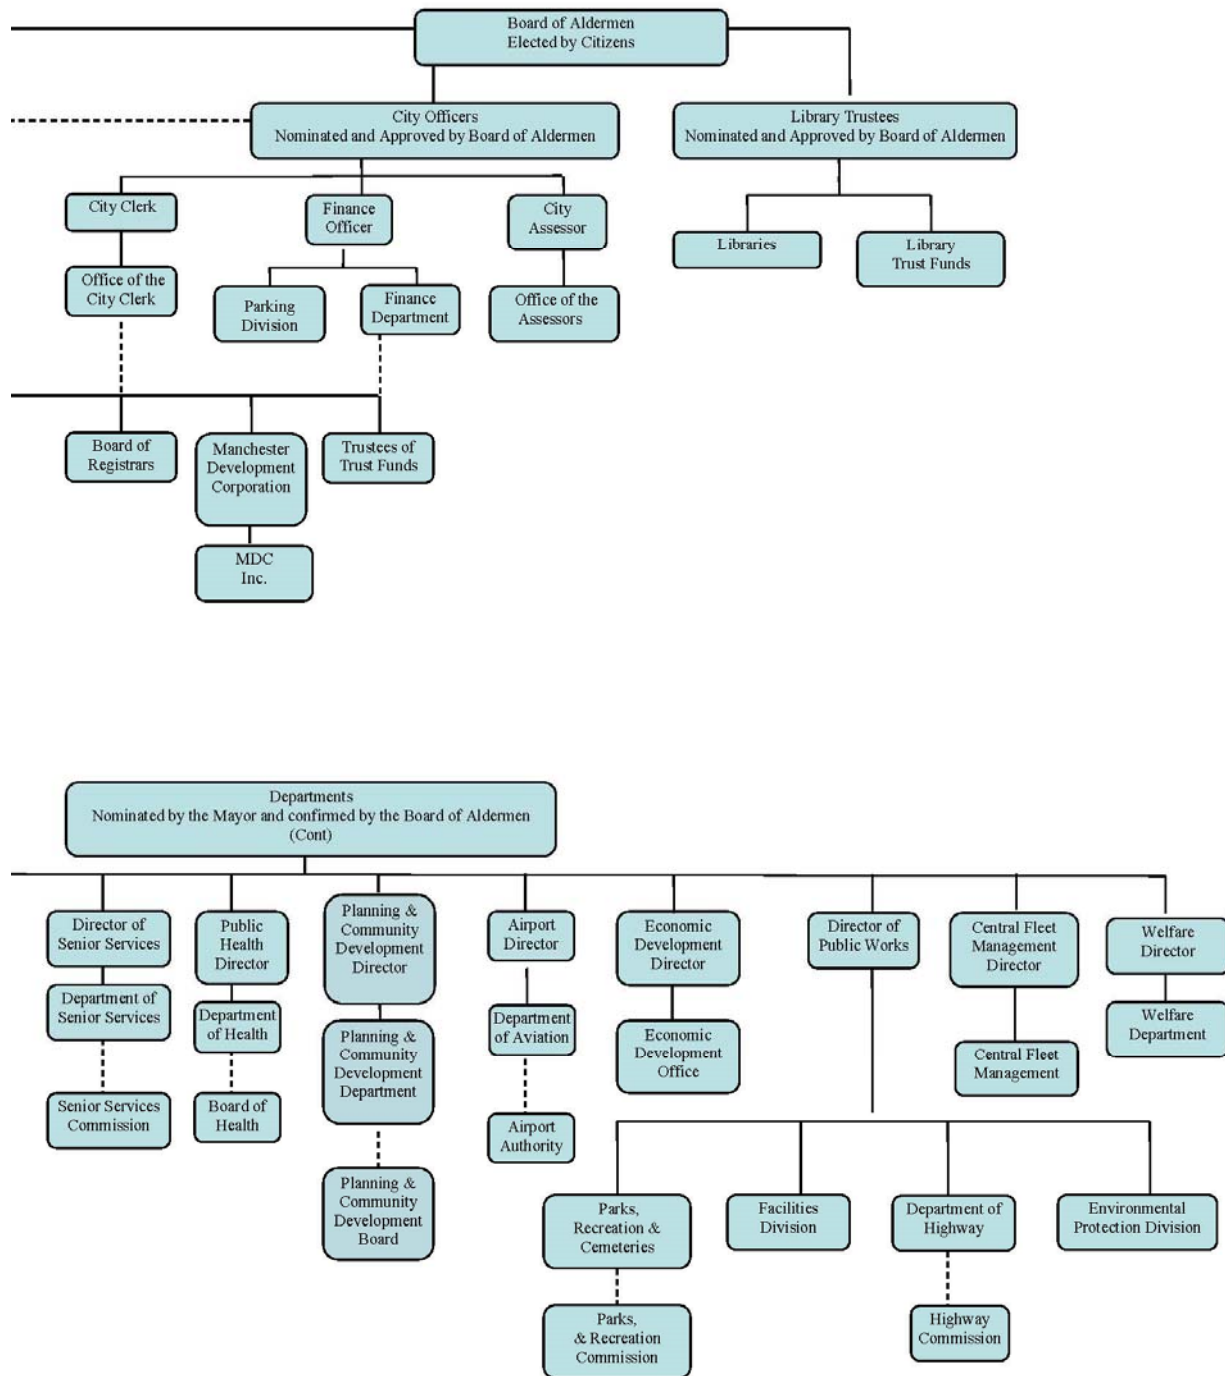 Board of Aldermen
Elected by Citizens
City Officers
Nominated and Approved by Board of Aldermen
Library Trustees
Nominated and Approved by Board of Aldermen
City Clerk
Finance
Officer
City
Assessor
Libraries
Library
Trust Funds
Office of the
City Clerk
Parking
Division
Finance
Department
Office of the
Assessors
Board of
Registrars
Manchester
Development
Corporation
Trustees of
Trust Funds
MDC
Inc.
Departments
Nominated by the Mayor and confirmed by the Board of Aldermen
(Cont)
Director of
Senior Services
Public
Health
Director
Planning &
Community
Development
Director
Airport
Director
Economic
Development
Director
Director of
Public Works
Central Fleet
Management
Director
Welfare
Director
Department of
Senior Services
Department
of Health
Planning &
Community
Development
Department
Department
of Aviation
Economic
Development
Office
Central Fleet
Management
Welfare
Department
Senior Services
Commission
Board of
Health
Planning &
Community
Development
Board
Airport
Authority
Parks,
Recreation &
Cemeteries
Facilities
Division
Department of
Highway
Environmental
Protection Division
Parks,
& Recreation
Commission
Highway
Commission